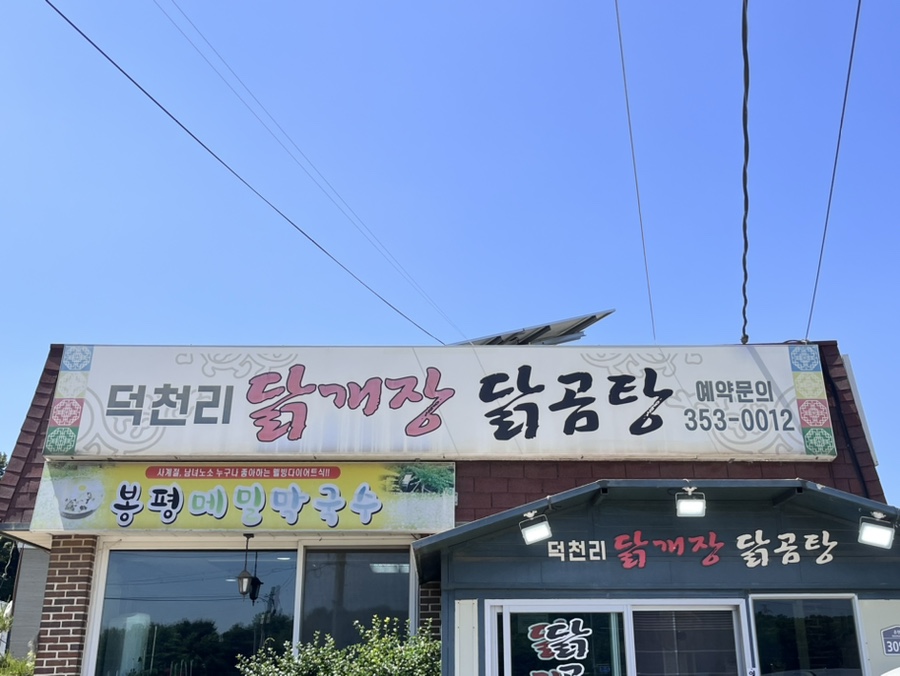 덕천리 닭개장 닭곰탕 예약문의
353-0012
사계절, 남녀노소 누구나 좋아하는 웰빙다이어트식!!
봉평메밀막국수
덕천리 닭개장 닭곰탕
닭